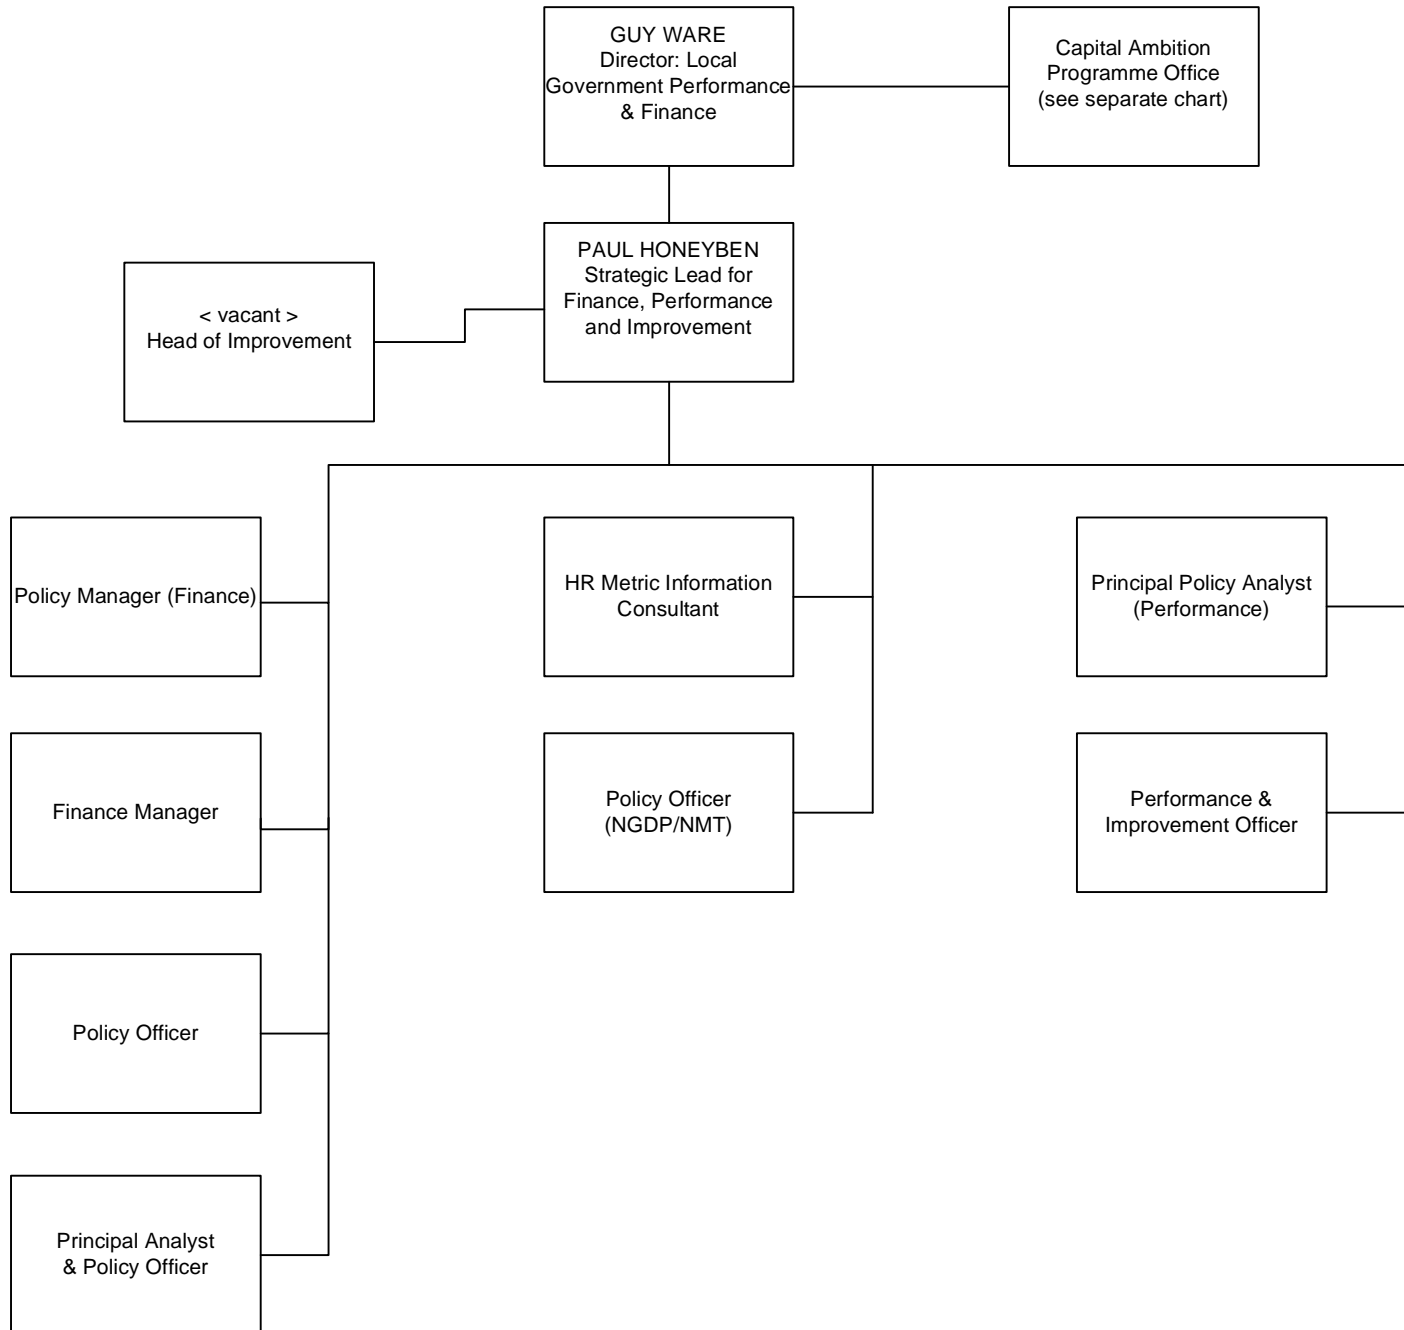 GUY WARE
Director: Local
Government Performance
& Finance
Capital Ambition
Programme Office
(see separate chart)
PAUL HONEYBEN
Strategic Lead for
Finance, Performance
and Improvement
< vacant >
Head of Improvement
Policy Manager (Finance)
HR Metric Information
Consultant
Principal Policy Analyst
(Performance)
Finance Manager
Policy Officer
(NGDP/NMT)
Performance &
Improvement Officer
Policy Officer
Principal Analyst
& Policy Officer